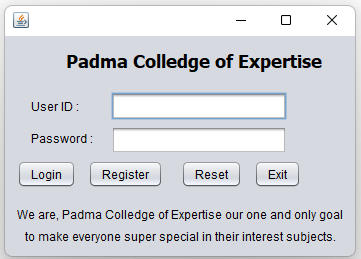 Padma Colledge of Expertise
User ID :
Password :
Login Register Reset Exit
We are, Padma Colledge of Expertise our one and only goal
to make everyone super special in their interest subjects.